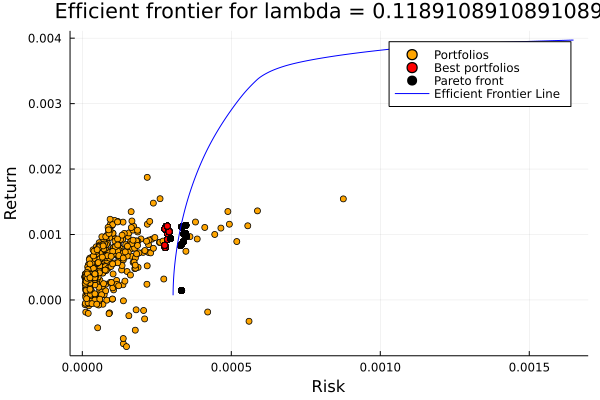 Efficient frontier for lambda = 0.1189108910891089
Portfolios
Best portfolios
Pareto front
Efficient Frontier Line
Return
0.004
0.003
0.002
0.001
0.000
0.0000
0.0005
0.0010
0.0015
Risk